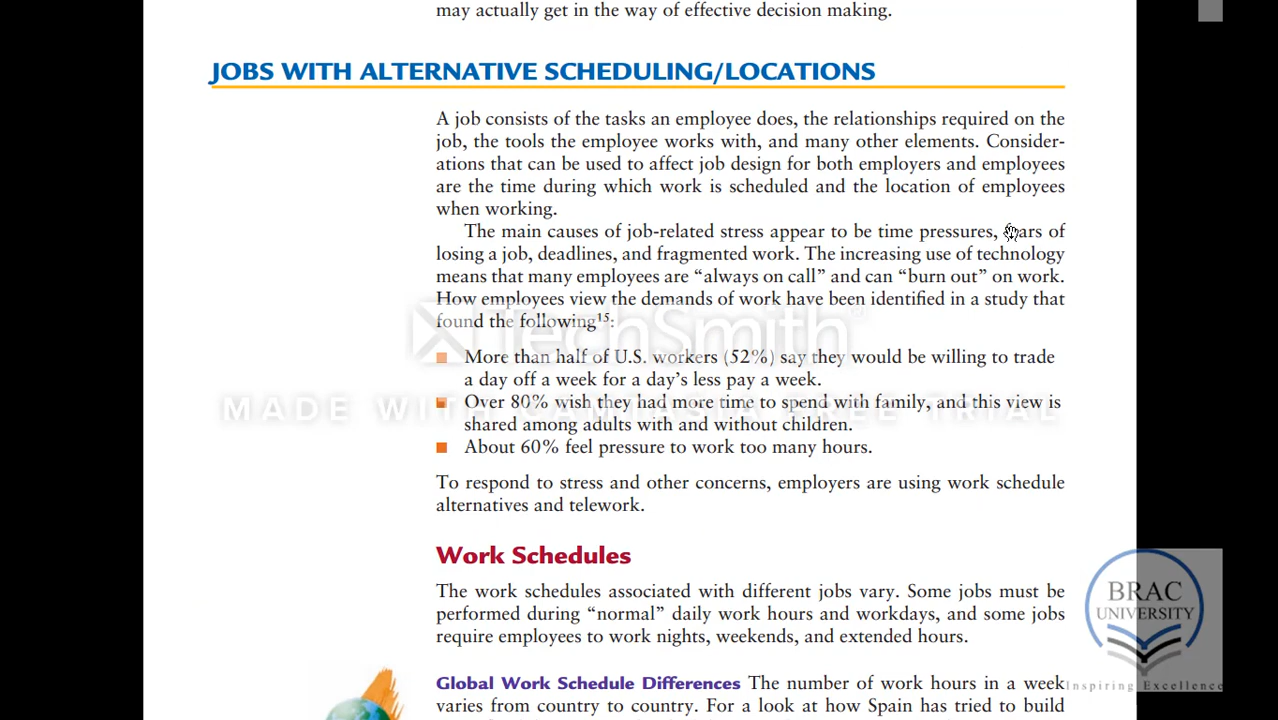 may actually get in the way of effective decision making.
JOBS WITH ALTERNATIVE SCHEDULING/LOCATIONS
A job consists of the tasks an employee does, the relationships required on the
job, the tools the employee works with, and many other elements. Consider-
ations that can be used to affect job design for both employers and employees
are the time during which work is scheduled and the location of employees
when working.
The main causes of job-related stress appear to be time pressures, fears of
losing a job, deadlines, and fragmented work. The increasing use of technology
means that many employees are “always on call” and can “burn out” on work.
How employees view the demands of work have been identified in a study that
found the following15:
TechSmith®
More than half of U.S. workers (52%) say they would be willing to trade
a day off a week for a day’s less pay a week.
Over 80% wish they had more time to spend with family, and this view is
MADE WITH CAMTASIA FREE TRIAL
shared among adults with and without children.
About 60% feel pressure to work too many hours.
To respond to stress and other concerns, employers are using work schedule
alternatives and telework.
Work Schedules
The work schedules associated with different jobs vary. Some jobs must be
performed during “normal” daily work hours and workdays, and some jobs
require employees to work nights, weekends, and extended hours.
BRAC
UNIVERSITY
Inspiring Excellence
Global Work Schedule Differences The number of work hours in a week
varies from country to country. For a look at how Spain has tried to build